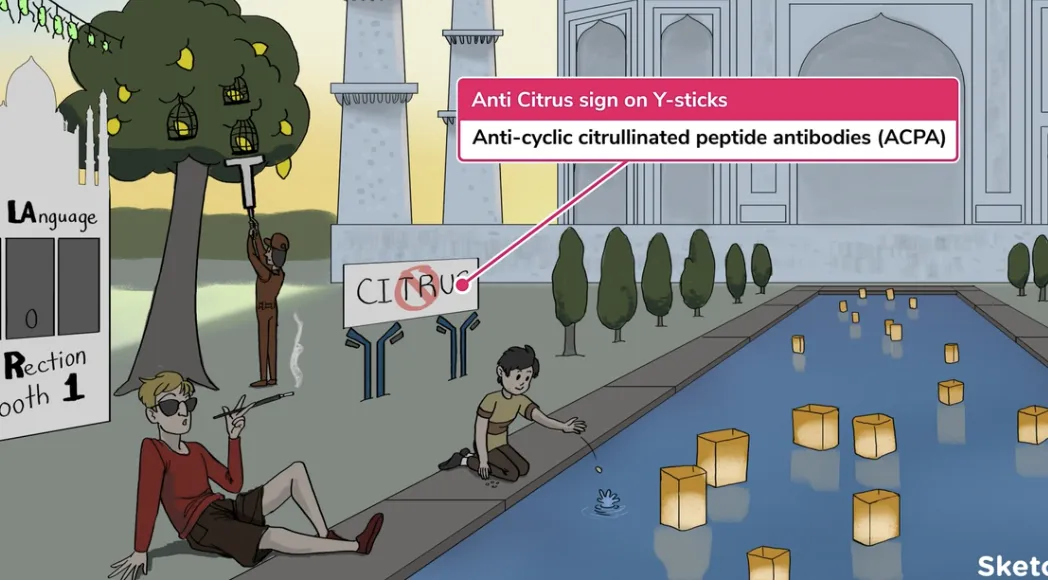 Anti Citrus sign on Y-sticks
Anti-cyclic citrullinated peptide antibodies (ACPA)
LAnguage
0
Rection
ooth 1
CITRUS
T
Sketc